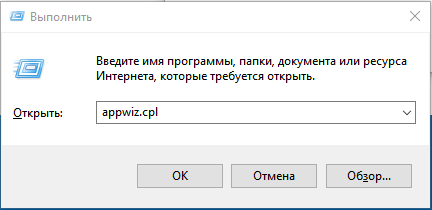 Выполнить
Введите имя программы, папки, документа или ресурса
Интернета, которые требуется открыть.
Открыть:
appwiz.cpl
ОК
Отмена
Обзор...